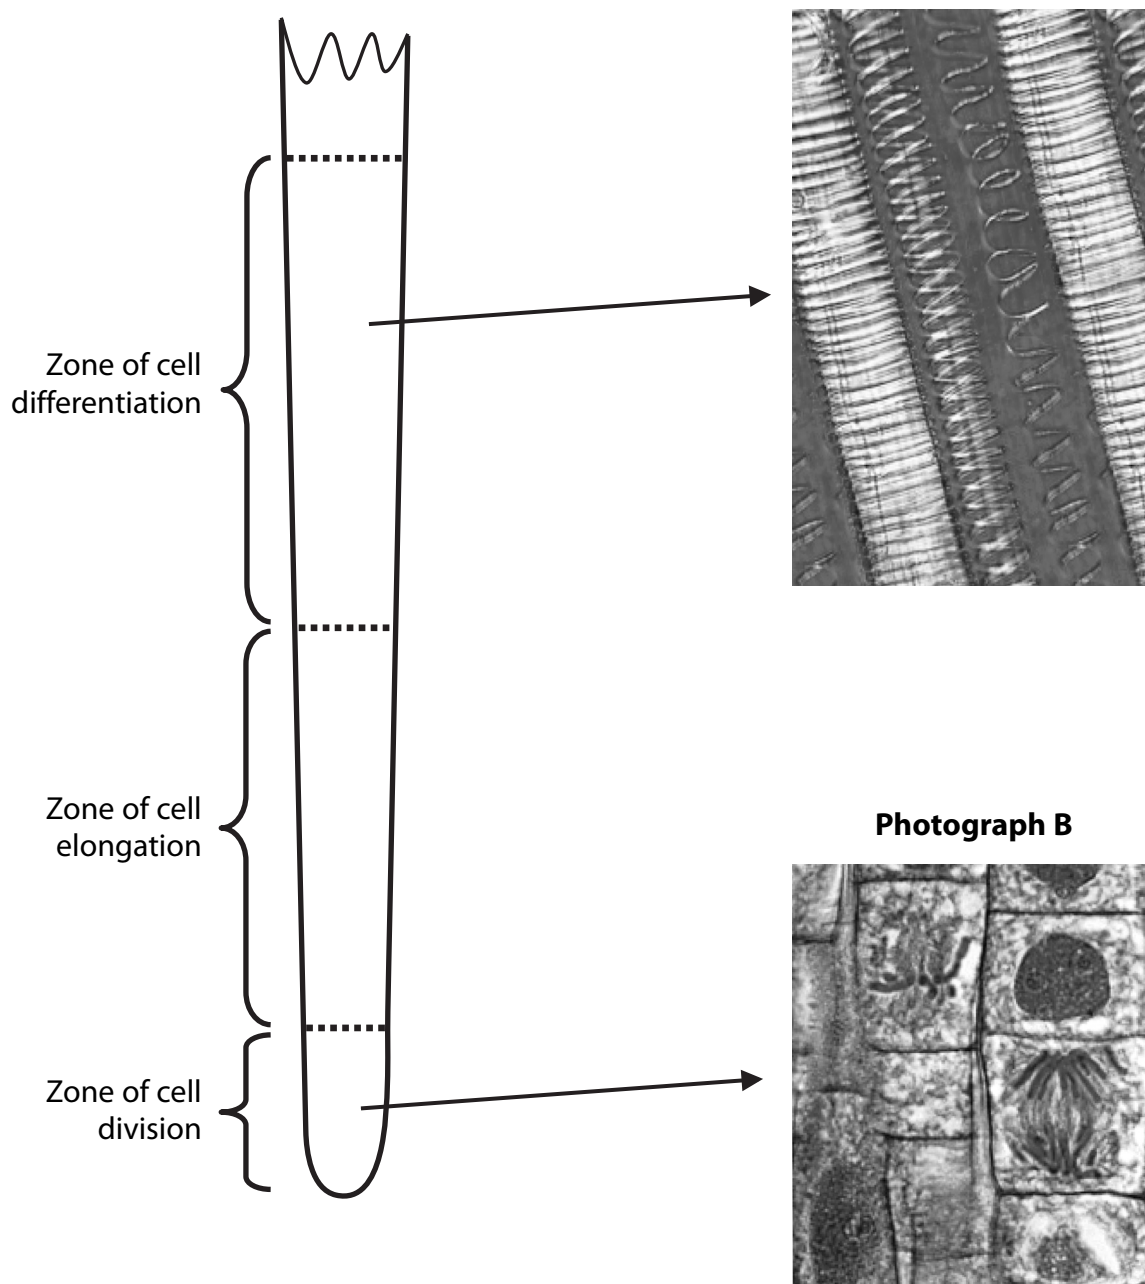 Zone of cell
differentiation
Zone of cell
elongation
Photograph B
Zone of cell
division